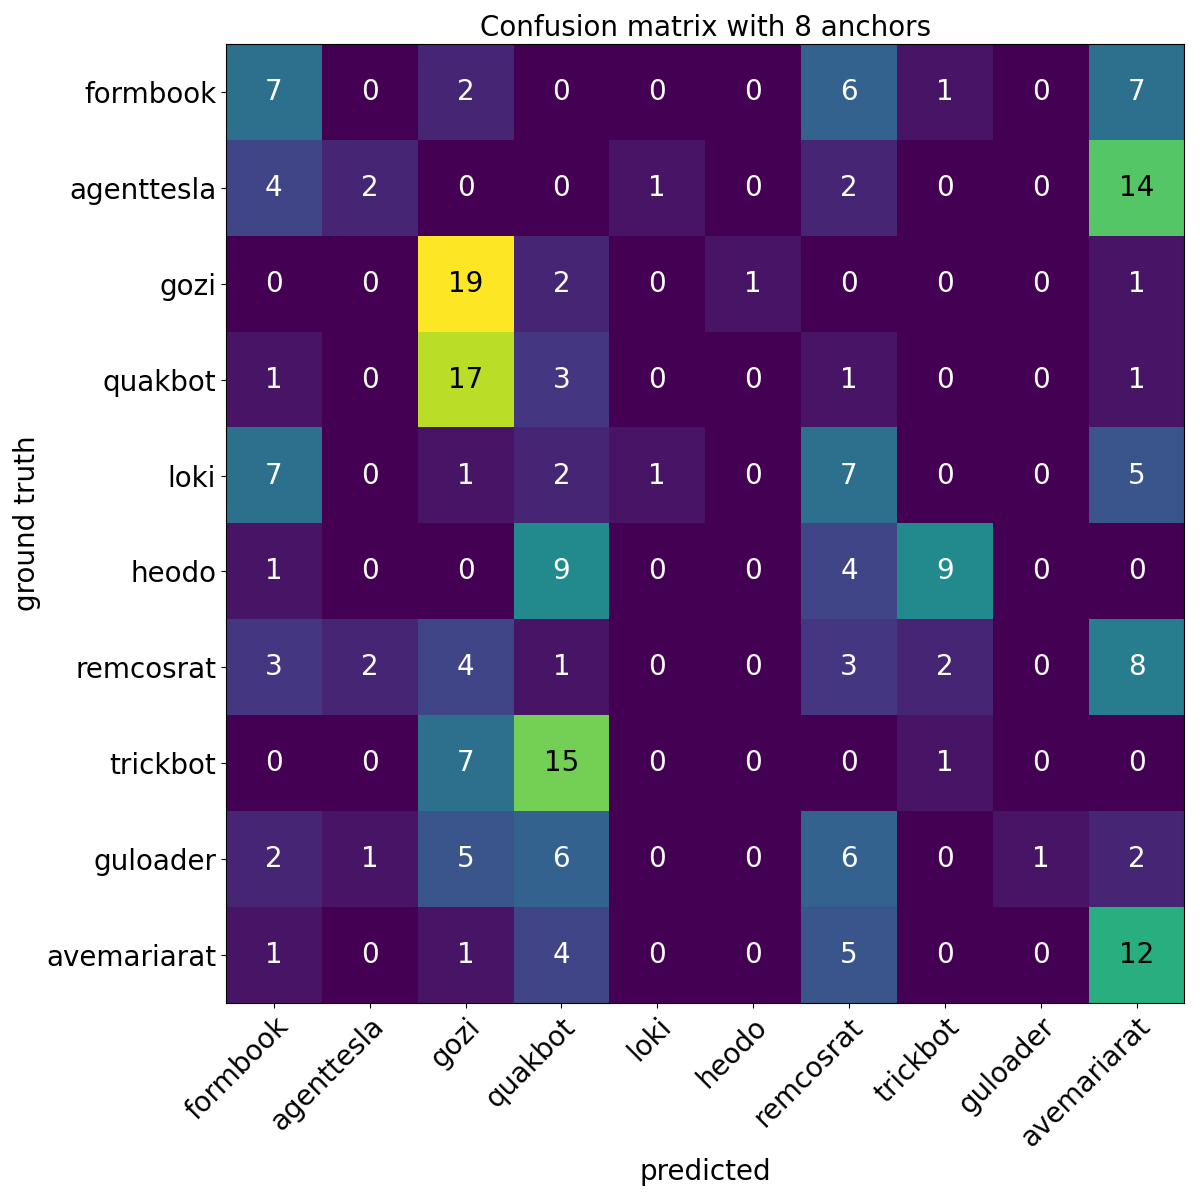 Confusion matrix with 8 anchors
formbook 7 0 2 0 0 0 6 1 0 7
agenttesla 4 2 0 0 1 0 2 0 0 14
gozi 0 0 19 2 0 1 0 0 0 1
quakbot 1 0 17 3 0 0 1 0 0 1
loki 7 0 1 2 1 0 7 0 0 5
heodo 1 0 0 9 0 0 4 9 0 0
remcosrat 3 2 4 1 0 0 3 2 0 8
trickbot 0 0 7 15 0 0 0 1 0 0
guloader 2 1 5 6 0 0 6 0 1 2
avemariarat 1 0 1 4 0 0 5 0 0 12
ground truth
formbook agenttesla gozi quakbot loki heodo remcosrat trickbot guloader avemariarat
predicted